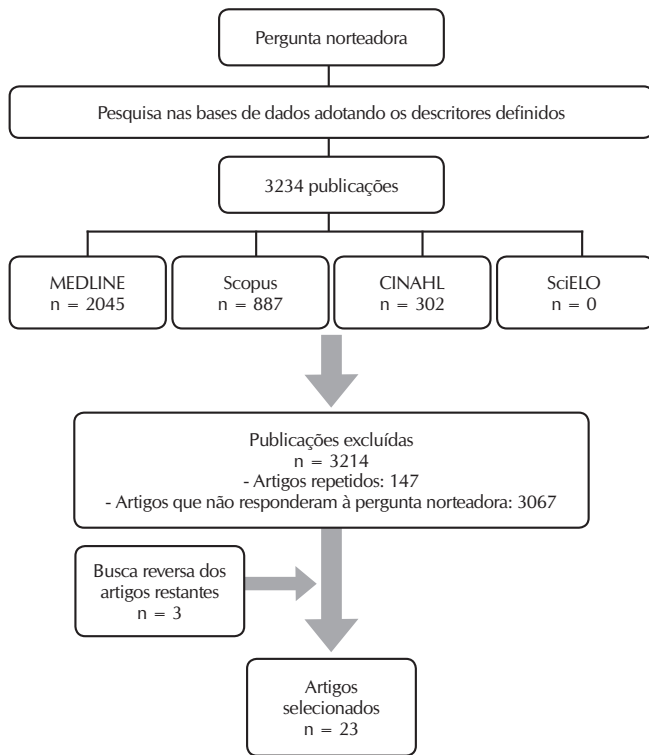 Pergunta norteadora
Pesquisa nas bases de dados adotando os descritores definidos
3234 publicações
MEDLINE
n = 2045
Scopus
n = 887
CINAHL
n = 302
SciELO
n = 0
Publicações excluídas
n = 3214
- Artigos repetidos: 147
- Artigos que não responderam à pergunta norteadora: 3067
Busca reversa dos
artigos restantes
n = 3
Artigos
selecionados
n = 23